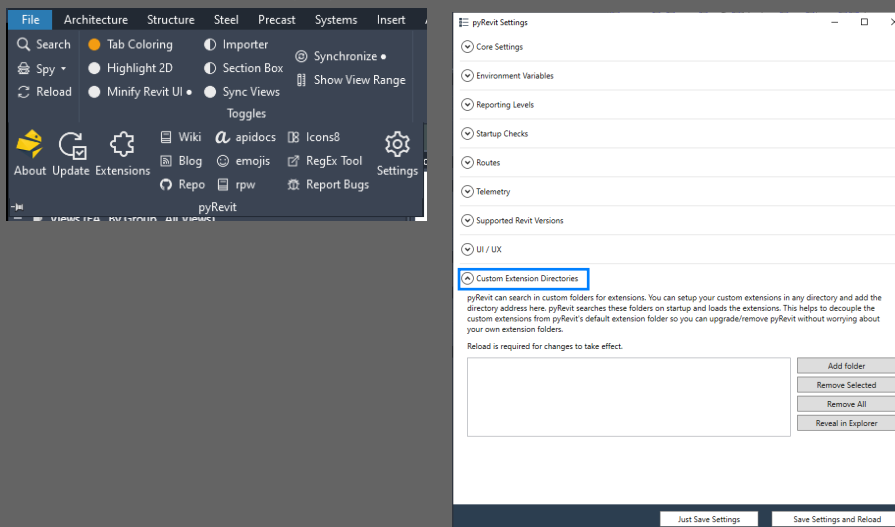 File Architecture Structure Steel Precast Systems Insert
Search Tab Coloring Importer
Spy Highlight 2D Section Box Synchronize •
Reload Minify Revit UI • Sync Views Show View Range
Toggles
Wiki apidocs Icons8
Blog emojis RegEx Tool
About Update Extensions Settings
Repo rpw Report Bugs
pyRevit
pyRevit Settings
Core Settings
Environment Variables
Reporting Levels
Startup Checks
Routes
Telemetry
Supported Revit Versions
UI / UX
Custom Extension Directories
pyRevit can search in custom folders for extensions. You can setup your custom extensions in any directory and add the
directory address here. pyRevit searches these folders on startup and loads the extensions. This helps to decouple the
custom extensions from pyRevit's default extension folder so you can upgrade/remove pyRevit without worrying about
your own extension folders.
Reload is required for changes to take effect.
Add folder
Remove Selected
Remove All
Reveal in Explorer
Just Save Settings Save Settings and Reload